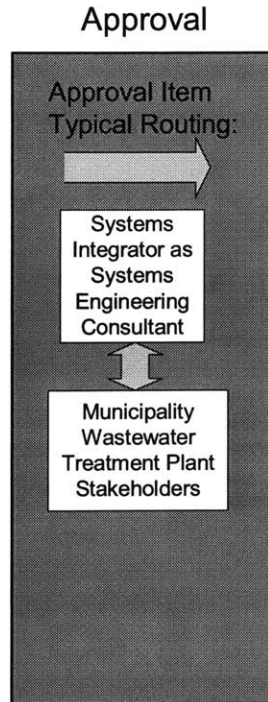 Approval
Approval Item
Typical Routing:
Systems
Integrator as
Systems
Engineering
Consultant
Municipality
Wastewater
Treatment Plant
Stakeholders